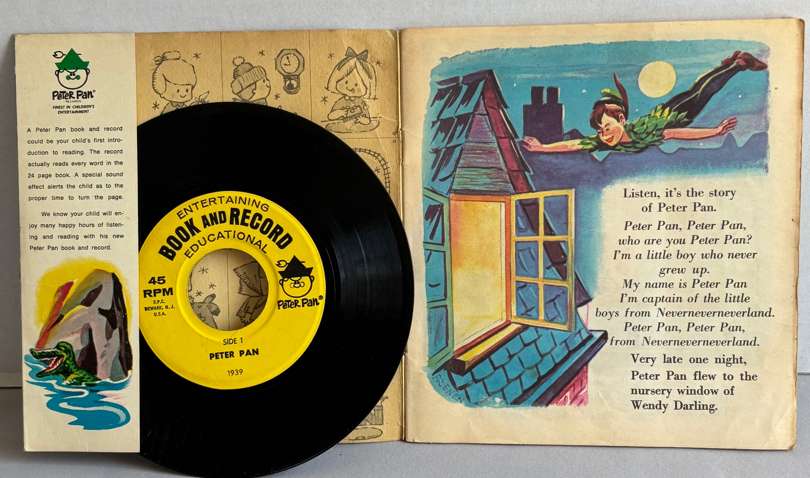 Peter Pan
RECORDS
FINEST IN CHILDREN'S
ENTERTAINMENT
A Peter Pan book and record
could be your child's first intro-
duction to reading. The record
actually reads every word in the
24 page book. A special sound
effect alerts the child as to the
proper time to turn the page.
We know your child will en-
joy many happy hours of listen-
ing and reading with his new
Peter Pan book and record.
ENTERTAINING
BOOK AND RECORD
EDUCATIONAL
45
RPM
S.P.C.
NEWARK, N. J.
U.S.A.
PETER PAN®
SIDE 1
PETER PAN
1939
Listen, it's the story
of Peter Pan.
Peter Pan, Peter Pan,
who are you Peter Pan?
I'm a little boy who never
grew up.
My name is Peter Pan
I'm captain of the little
boys from Neverneverneverland.
Peter Pan, Peter Pan,
from Neverneverneverland.
Very late one night,
Peter Pan flew to the
nursery window of
Wendy Darling.